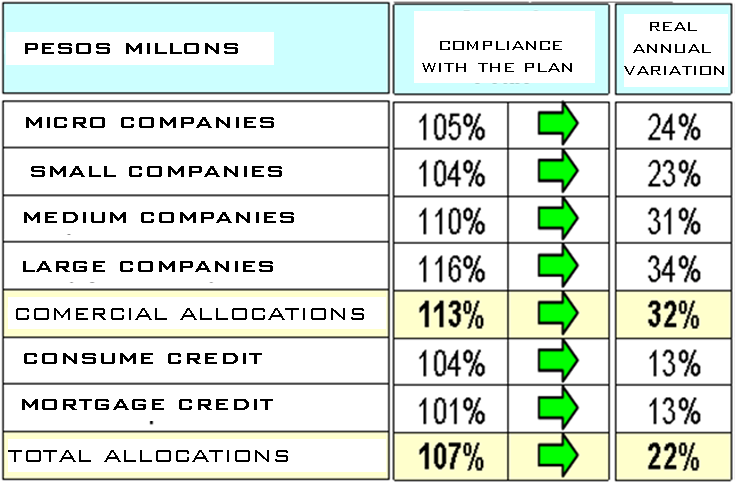 PESOS MILLONS
COMPLIANCE
WITH THE PLAN
REAL
ANNUAL
VARIATION
MICRO COMPANIES 105% 24%
SMALL COMPANIES 104% 23%
MEDIUM COMPANIES 110% 31%
LARGE COMPANIES 116% 34%
COMERCIAL ALLOCATIONS 113% 32%
CONSUME CREDIT 104% 13%
MORTGAGE CREDIT 101% 13%
TOTAL ALLOCATIONS 107% 22%